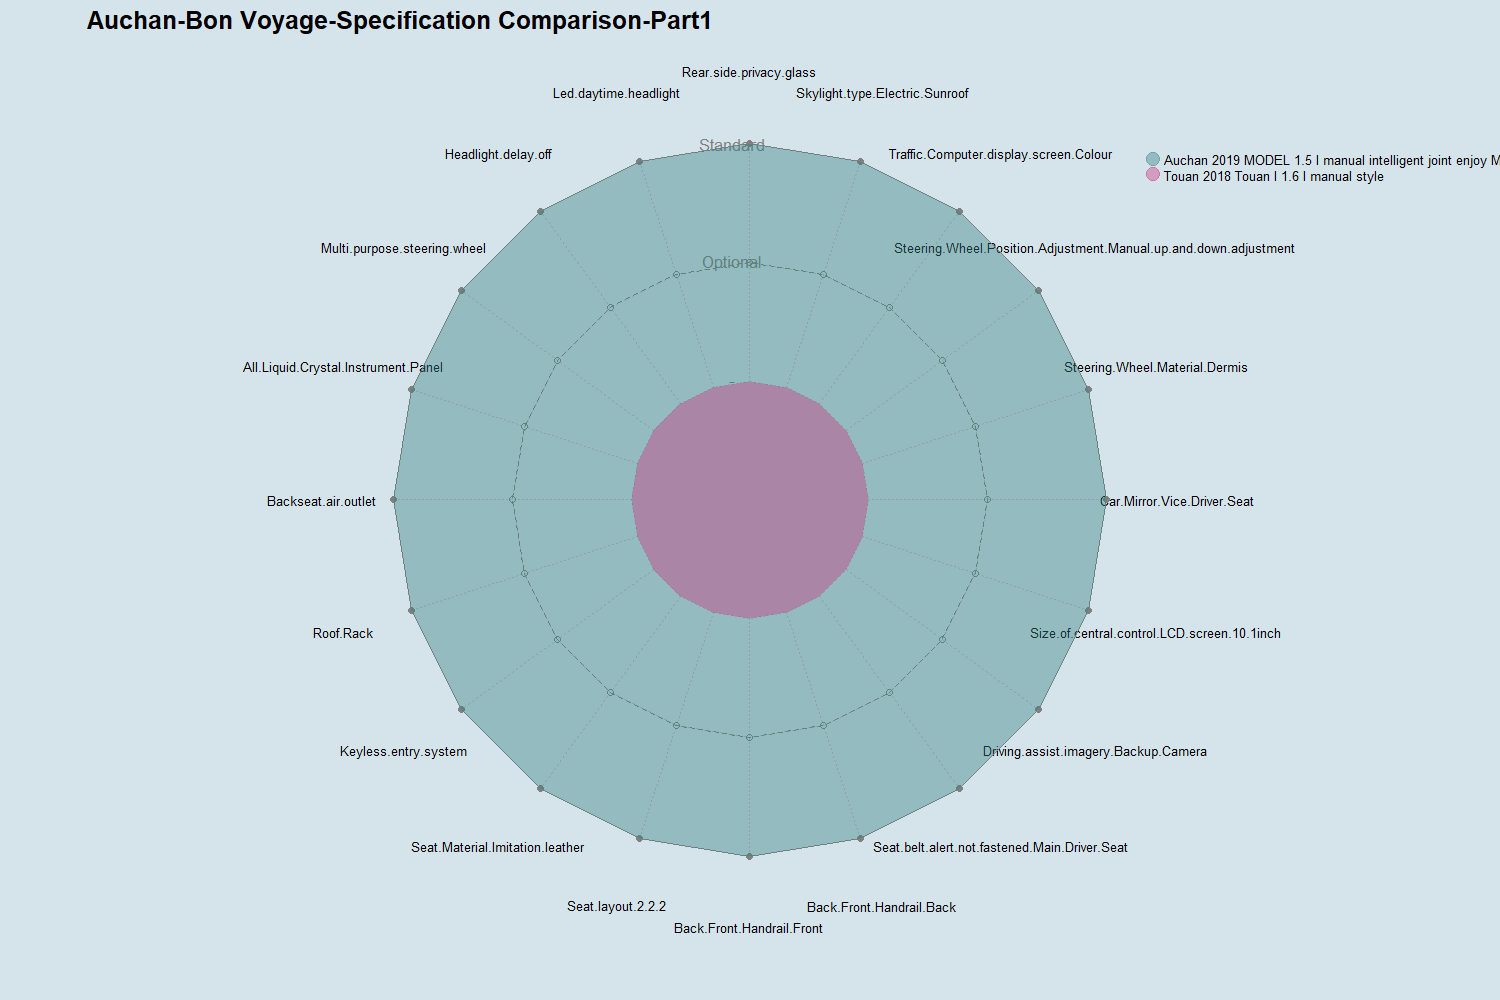 Auchan-Bon Voyage-Specification Comparison-Part1
Rear.side.privacy.glass
Led.daytime.headlight
Skylight.type.Electric.Sunroof
Standard
Headlight.delay.off
Traffic.Computer.display.screen.Colour
Auchan 2019 MODEL 1.5 l manual intelligent joint enjoy M
Touan 2018 Touan l 1.6 l manual style
Multi.purpose.steering.wheel
Steering.Wheel.Position.Adjustment.Manual.up.and.down.adjustment
Optional
All.Liquid.Crystal.Instrument.Panel
Steering.Wheel.Material.Dermis
-
Backseat.air.outlet
Car.Mirror.Vice.Driver.Seat
Roof.Rack
Size.of.central.control.LCD.screen.10.1inch
Keyless.entry.system
Driving.assist.imagery.Backup.Camera
Seat.Material.Imitation.leather
Seat.belt.alert.not.fastened.Main.Driver.Seat
Seat.layout.2.2.2
Back.Front.Handrail.Back
Back.Front.Handrail.Front